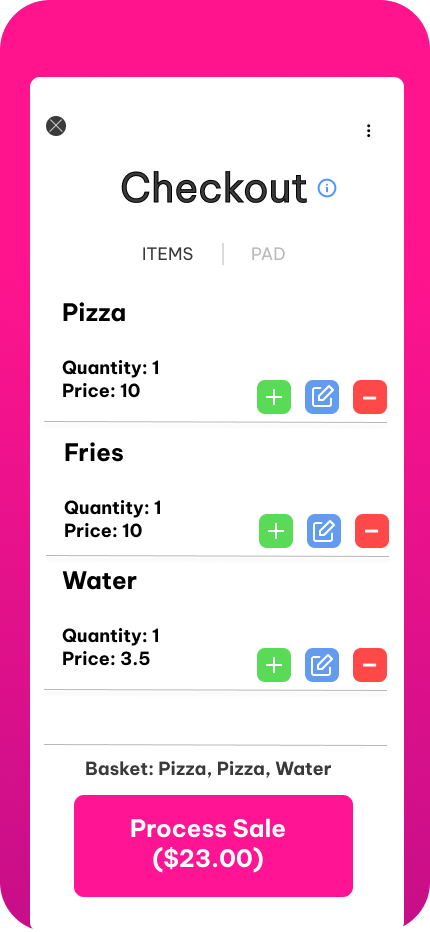 Checkout
ITEMS | PAD
Pizza
Quantity: 1
Price: 10
Fries
Quantity: 1
Price: 10
Water
Quantity: 1
Price: 3.5
Basket: Pizza, Pizza, Water
Process Sale
($23.00)